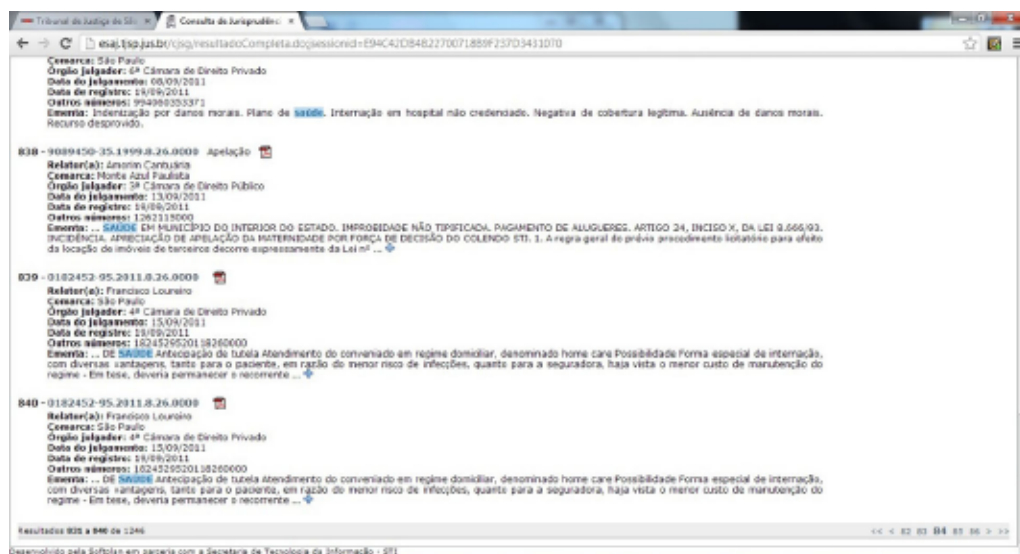 Tribunal de Justiça de Sã
Consulta de Jurisprudênci
esaj.tjsp.jus.br/cjsg/resultadoCompleta.do;jsessionid=
Comarca: São Paulo
Órgão julgador: 6ª Câmara de Direito Privado
Data do julgamento: 08/09/2011
Data de registro: 19/09/2011
Outros números: 994060353371
Ementa: Indenização por danos morais. Plano de saúde. Internação em hospital não credenciado. Negativa de cobertura legítima. Ausência de danos morais.
Recurso desprovido.
838 - 9089450-35.1999.8.26.0000 Apelação
Relator(a): Amorim Cantuária
Comarca: Monte Azul Paulista
Órgão julgador: 3ª Câmara de Direito Público
Data do julgamento: 13/09/2011
Data de registro: 19/09/2011
Outros números: 1262115000
Ementa: ... SAÚDE EM MUNICÍPIO DO INTERIOR DO ESTADO. IMPROBIDADE NÃO TIPIFICADA. PAGAMENTO DE ALUGUERES. ARTIGO 24, INCISO X, DA LEI 8.666/93.
INCIDÊNCIA. APRECIAÇÃO DE APELAÇÃO DA MATERNIDADE POR FORÇA DE DECISÃO DO COLENDO STJ. 1. A regra geral de prévio procedimento licitatório para efeito
da locação de imóveis de terceiros decorre expressamente da Lei nº ...
839 - 0182452-95.2011.8.26.0000
Relator(a): Francisco Loureiro
Comarca: São Paulo
Órgão julgador: 4ª Câmara de Direito Privado
Data do julgamento: 15/09/2011
Data de registro: 19/09/2011
Outros números: 1824529520118260000
Ementa: ... DE SAÚDE Antecipação de tutela Atendimento do conveniado em regime domiciliar, denominado home care Possibilidade Forma especial de internação,
com diversas vantagens, tanto para o paciente, em razão do menor risco de infecções, quanto para a seguradora, haja vista o menor custo de manutenção do
regime - Em tese, deveria permanecer o recorrente ...
840 - 0182452-95.2011.8.26.0000
Relator(a): Francisco Loureiro
Comarca: São Paulo
Órgão julgador: 4ª Câmara de Direito Privado
Data do julgamento: 15/09/2011
Data de registro: 19/09/2011
Outros números: 1824529520118260000
Ementa: ... DE SAÚDE Antecipação de tutela Atendimento do conveniado em regime domiciliar, denominado home care Possibilidade Forma especial de internação,
com diversas vantagens, tanto para o paciente, em razão do menor risco de infecções, quanto para a seguradora, haja vista o menor custo de manutenção do
regime - Em tese, deveria permanecer o recorrente ...
Resultados 831 a 840 de 1246 << < 82 83 84 85 86 > >>
Desenvolvido pela Softplan em parceria com a Secretaria de Tecnologia da Informação - STI